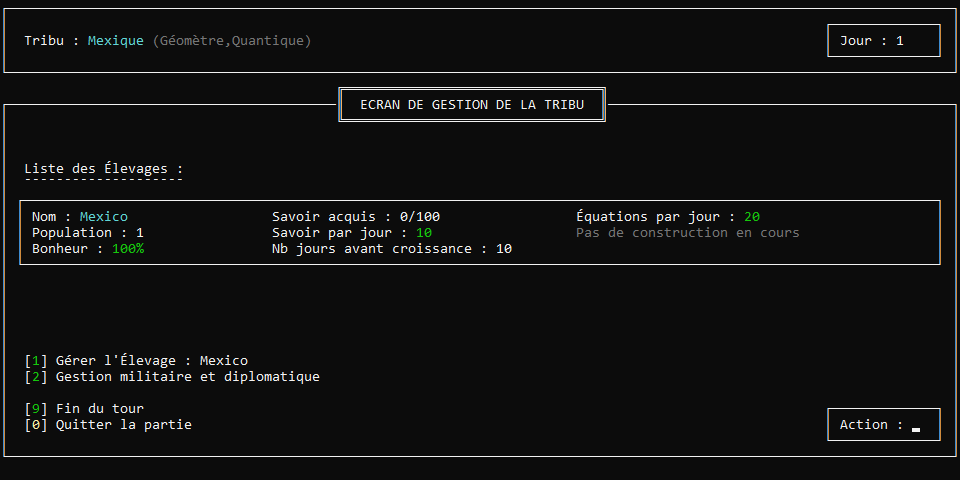 Tribu : Mexique (Géomètre,Quantique)
Jour : 1
ECRAN DE GESTION DE LA TRIBU
Liste des Élevages :
--------------------
Nom : Mexico Savoir acquis : 0/100 Équations par jour : 20
Population : 1 Savoir par jour : 10 Pas de construction en cours
Bonheur : 100% Nb jours avant croissance : 10
[1] Gérer l'Élevage : Mexico
[2] Gestion militaire et diplomatique
[9] Fin du tour
[0] Quitter la partie
Action : _